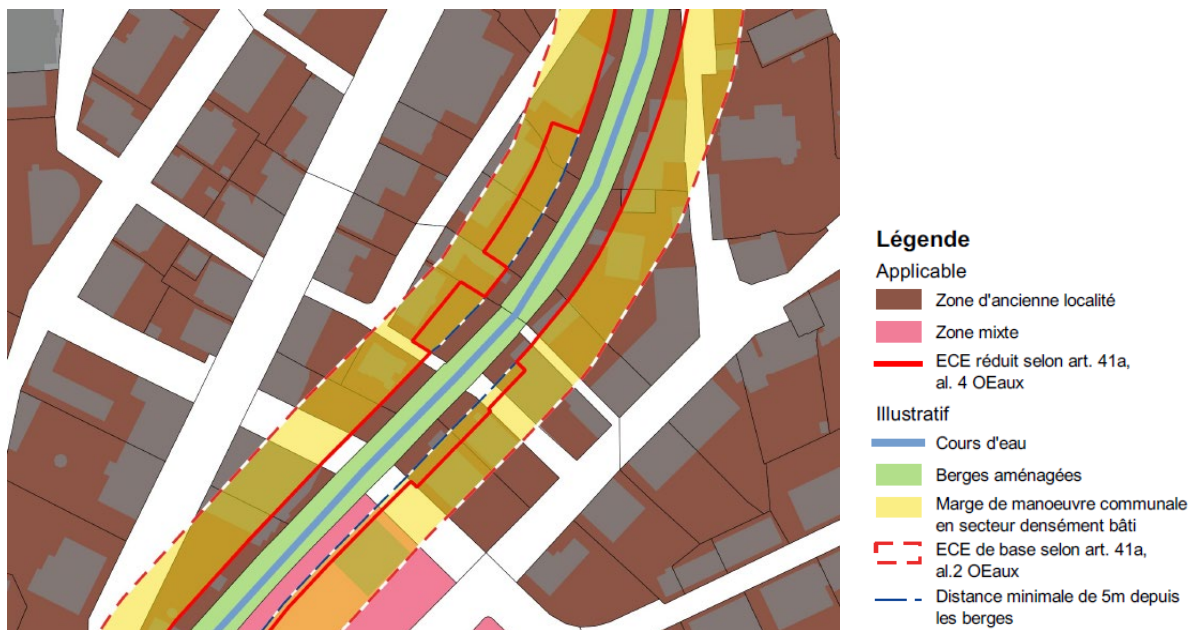 Légende
Applicable
Zone d'ancienne localité
Zone mixte
ECE réduit selon art. 41a,
al. 4 OEaux
Illustratif
Cours d'eau
Berges aménagées
Marge de manoeuvre communale
en secteur densément bâti
ECE de base selon art. 41a,
al.2 OEaux
Distance minimale de 5m depuis
les berges